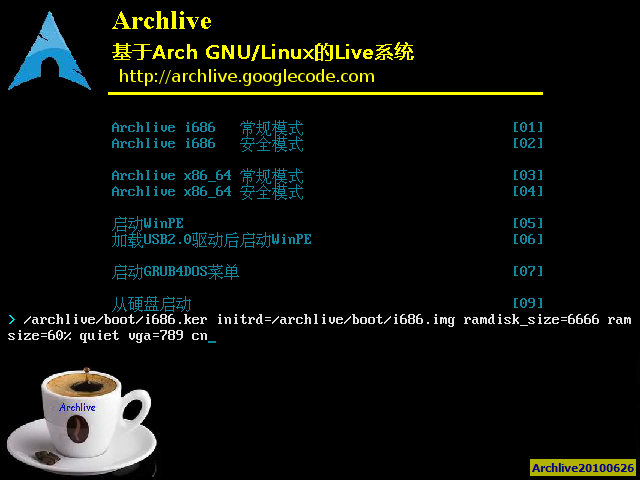 Archlive
基于Arch GNU/Linux的Live系统
http://archlive.googlecode.com
Archlive i686 常规模式 [01]
Archlive i686 安全模式 [02]
Archlive x86_64 常规模式 [03]
Archlive x86_64 安全模式 [04]
启动WinPE [05]
加载USB2.0驱动后启动WinPE [06]
启动GRUB4DOS菜单 [07]
从硬盘启动 [09]
> /archlive/boot/i686.ker initrd=/archlive/boot/i686.img ramdisk_size=6666 ram
size=60% quiet vga=789 cn_
Archlive
Archlive20100626